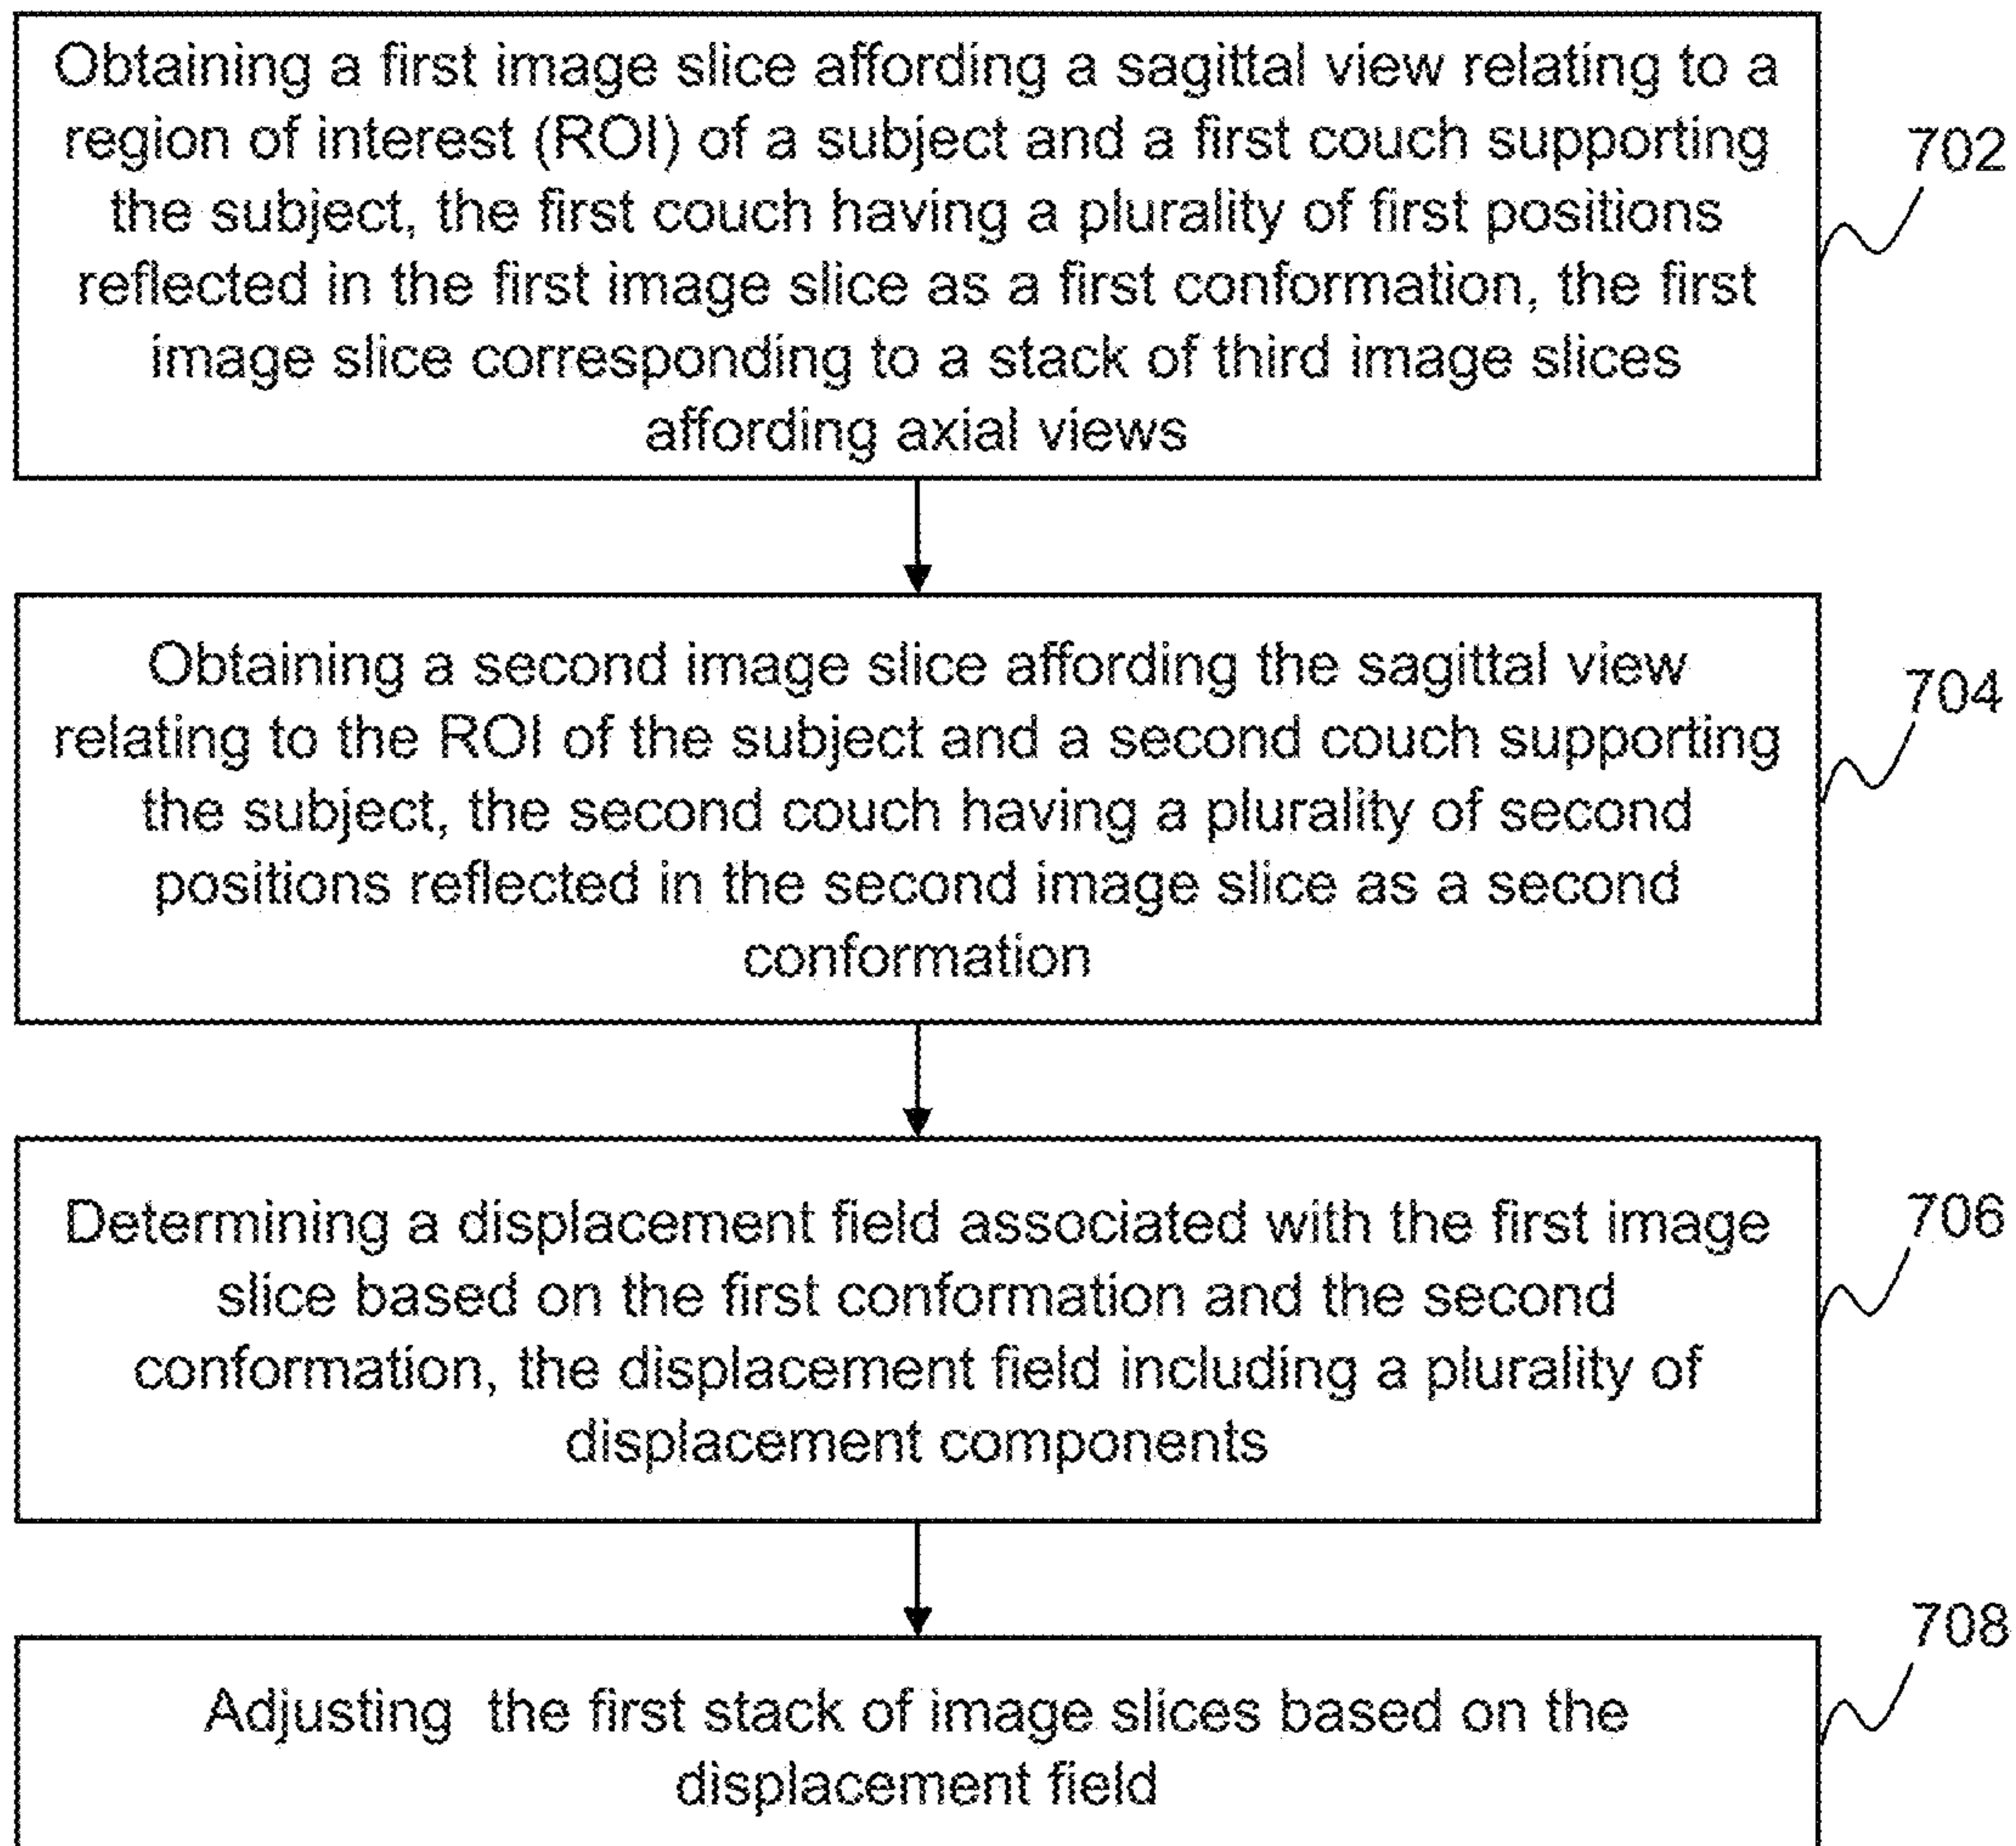 Obtaining a first image slice affording a sagittal view relating to a
region of interest (ROI) of a subject and a first couch supporting
the subject, the first couch having a plurality of first positions
reflected in the first image slice as a first conformation, the first
image slice corresponding to a stack of third image slices
affording axial views
702
Obtaining a second image slice affording the sagittal view
relating to the ROI of the subject and a second couch supporting
the subject, the second couch having a plurality of second
positions reflected in the second image slice as a second
conformation
704
Determining a displacement field associated with the first image
slice based on the first conformation and the second
conformation, the displacement field including a plurality of
displacement components
706
Adjusting the first stack of image slices based on the
displacement field
708